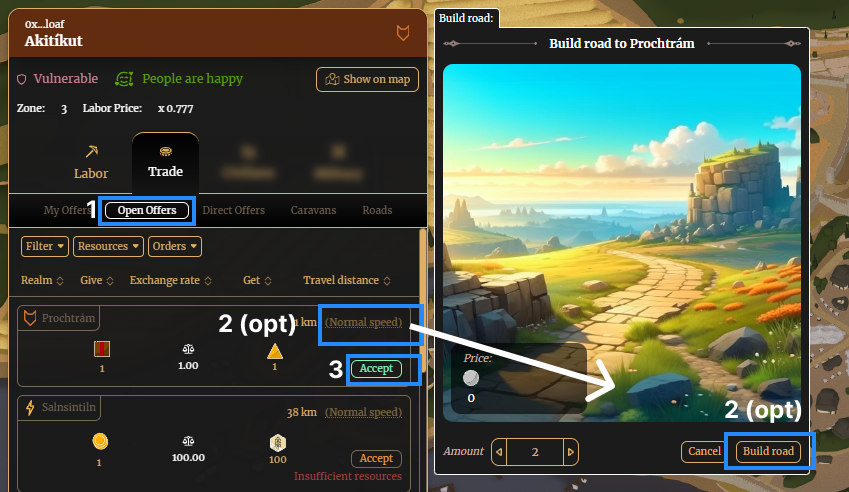 0x...loaf
Akitíkut
Vulnerable People are happy Show on map
Zone: 3 Labor Price: x 0.777
Labor Trade
1 My Offers Open Offers Direct Offers Caravans Roads
Filter Resources Orders
Realm Give Exchange rate Get Travel distance
Prochtrám
2 (opt) km (Normal speed)
1 1.00 1
3 Accept
Salnsintiln
38 km (Normal speed)
1 100.00 100
Accept
Insufficient resources
Build road:
Build road to Prochtrám
Price:
0
2 (opt)
Amount 2 Cancel Build road